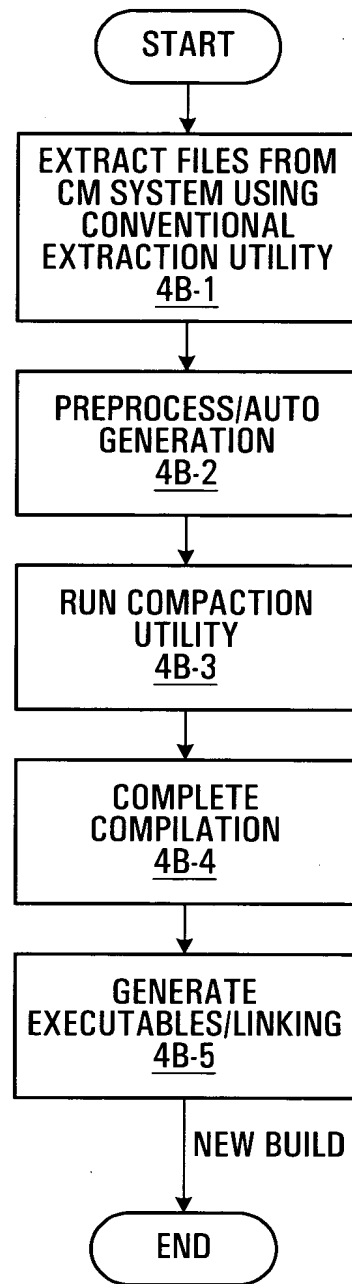 START
EXTRACT FILES FROM
CM SYSTEM USING
CONVENTIONAL
EXTRACTION UTILITY
4B-1
PREPROCESS/AUTO
GENERATION
4B-2
RUN COMPACTION
UTILITY
4B-3
COMPLETE
COMPILATION
4B-4
GENERATE
EXECUTABLES/LINKING
4B-5
NEW BUILD
END